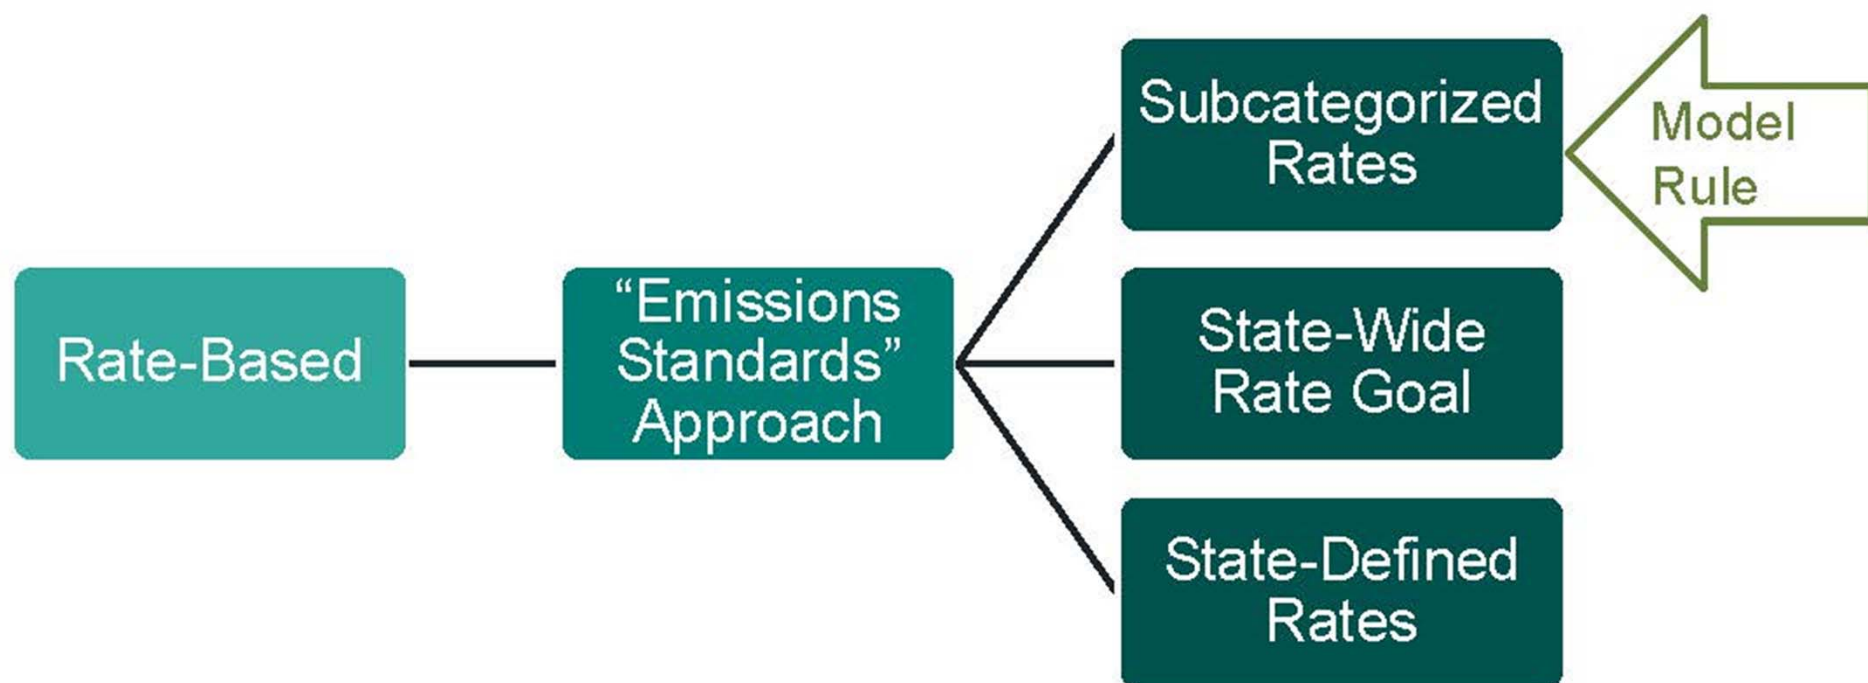 Rate-Based
“Emissions
Standards”
Approach
Subcategorized
Rates
Model
Rule
State-Wide
Rate Goal
State-Defined
Rates